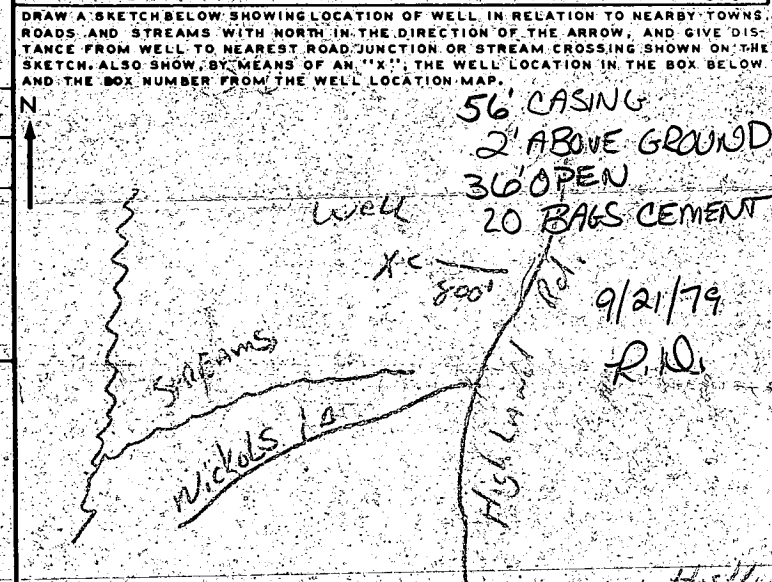 DRAW A SKETCH BELOW SHOWING LOCATION OF WELL IN RELATION TO NEARBY TOWNS,
ROADS AND STREAMS WITH NORTH IN THE DIRECTION OF THE ARROW, AND GIVE DIS-
TANCE FROM WELL TO NEAREST ROAD JUNCTION OR STREAM CROSSING SHOWN ON THE
SKETCH. ALSO SHOW, BY MEANS OF AN "X", THE WELL LOCATION IN THE BOX BELOW
AND THE BOX NUMBER FROM THE WELL LOCATION MAP.
N
56' CASING
2' ABOVE GROUND
36' OPEN
20 BAGS CEMENT
Well
X
800'
Highland Rd.
9/21/79
STREAMS
Nickols La